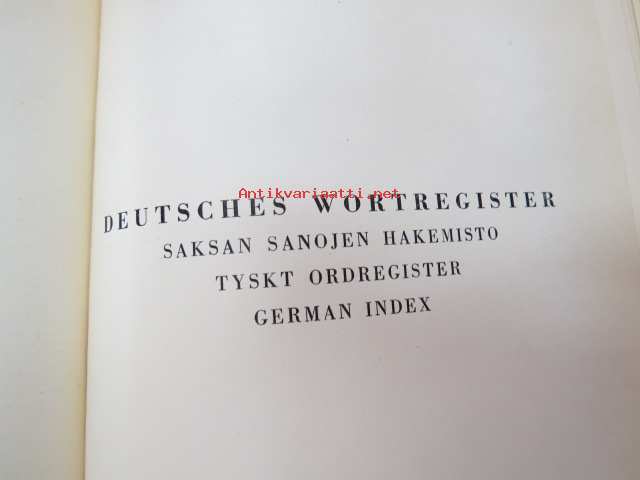 Antikvariaatti.net
DEUTSCHES WORTREGISTER
SAKSAN SANOJEN HAKEMISTO
TYSKT ORDREGISTER
GERMAN INDEX